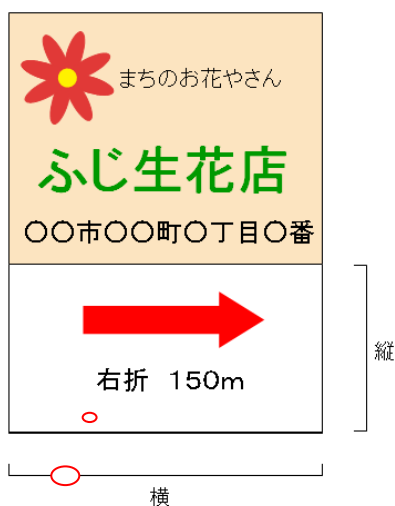 まちのお花やさん
ふじ生花店
〇〇市〇〇町〇丁目〇番
右折　150m
縦
横